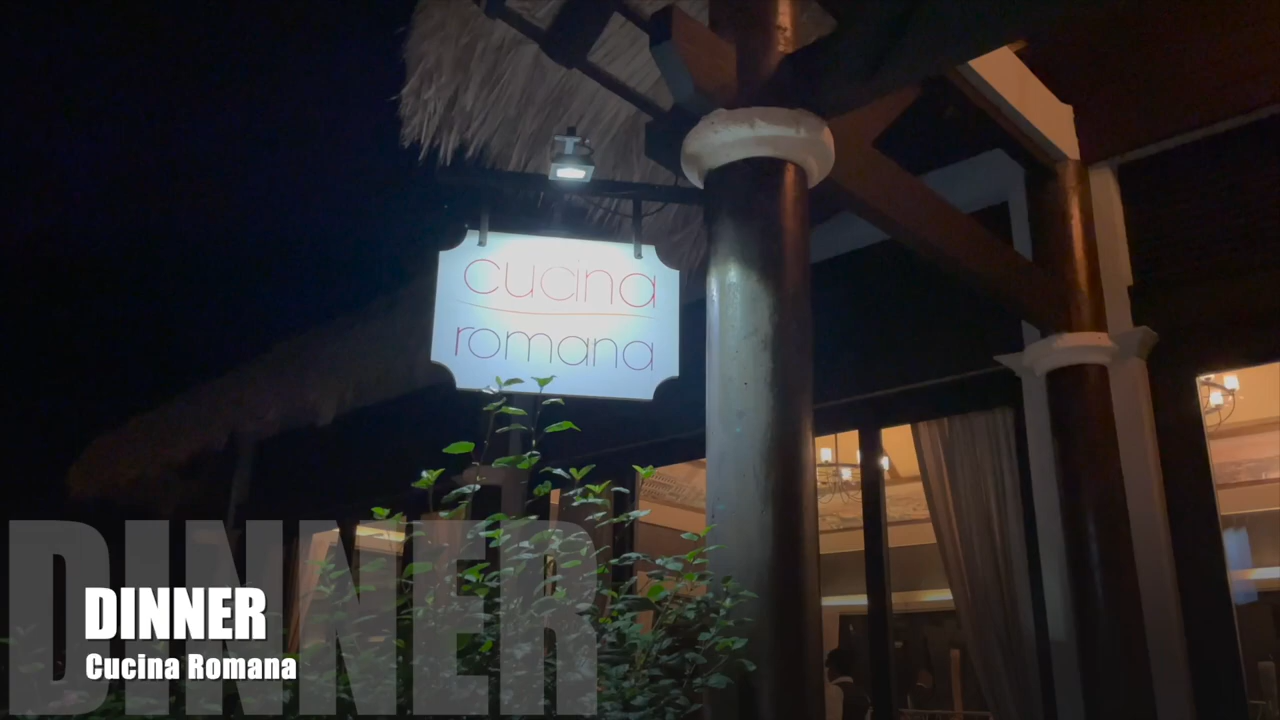 cucina
romana
DINNER
DINNER
Cucina Romana